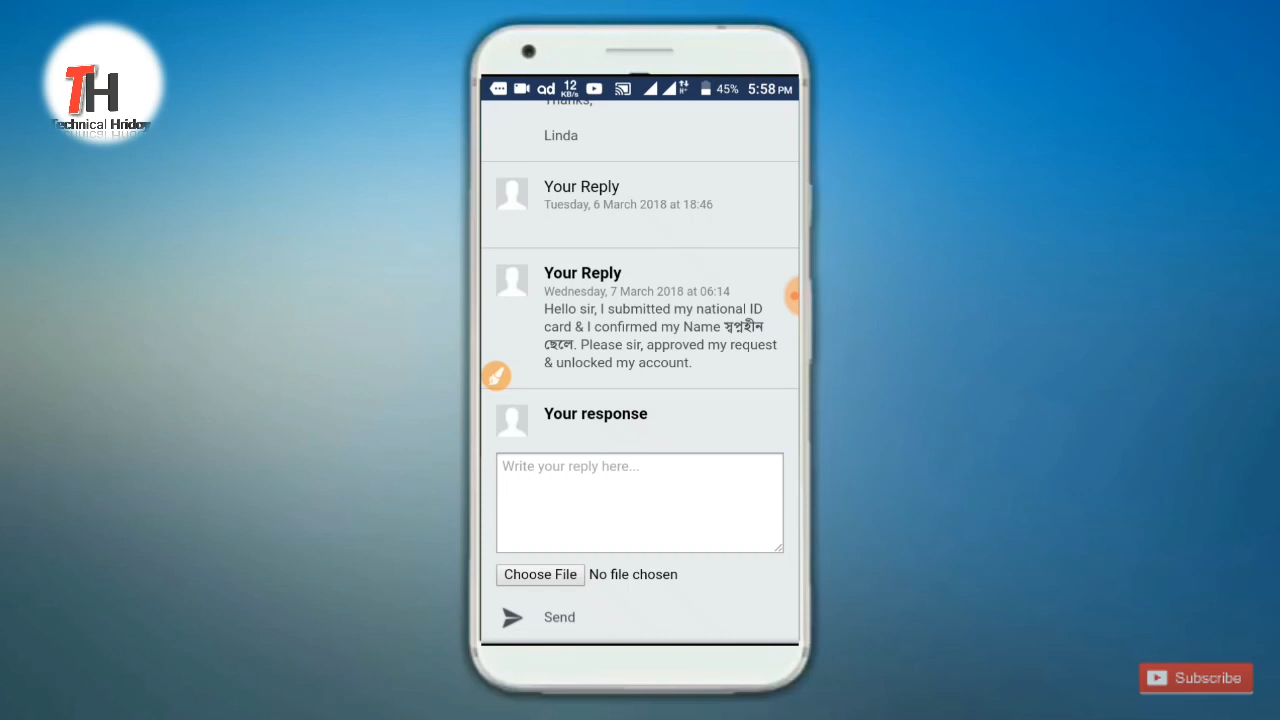 TH
Technical Hridoy
12
KB/s
45%
5:58 PM
Thanks,
Linda
Your Reply
Tuesday, 6 March 2018 at 18:46
Your Reply
Wednesday, 7 March 2018 at 06:14
Hello sir, I submitted my national ID
card & I confirmed my Name স্বপ্নহীন
ছেলে. Please sir, approved my request
& unlocked my account.
Your response
Write your reply here...
Choose File No file chosen
Send
Subscribe